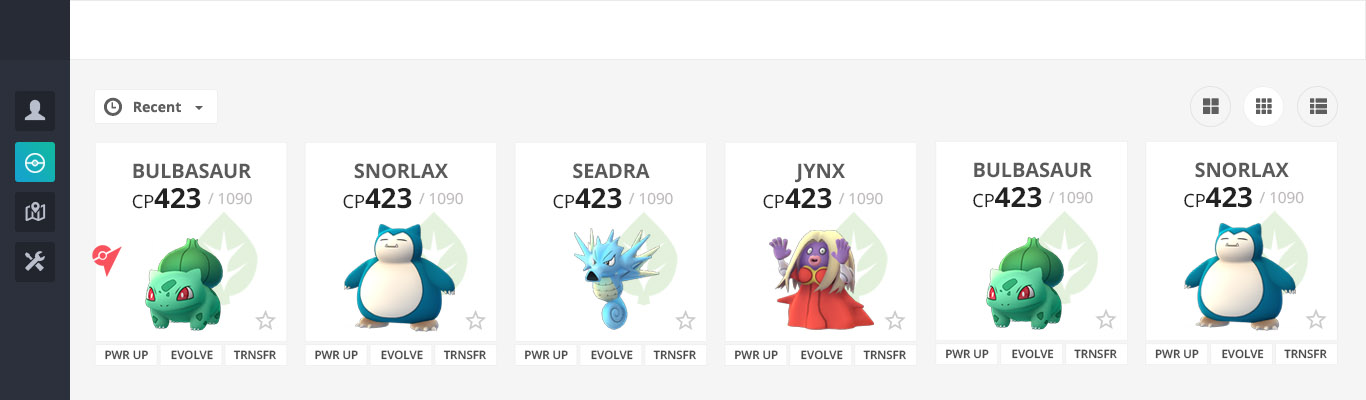 Recent
BULBASAUR
CP423 / 1090
PWR UP EVOLVE TRNSFR
SNORLAX
CP423 / 1090
PWR UP EVOLVE TRNSFR
SEADRA
CP423 / 1090
PWR UP EVOLVE TRNSFR
JYNX
CP423 / 1090
PWR UP EVOLVE TRNSFR
BULBASAUR
CP423 / 1090
PWR UP EVOLVE TRNSFR
SNORLAX
CP423 / 1090
PWR UP EVOLVE TRNSFR